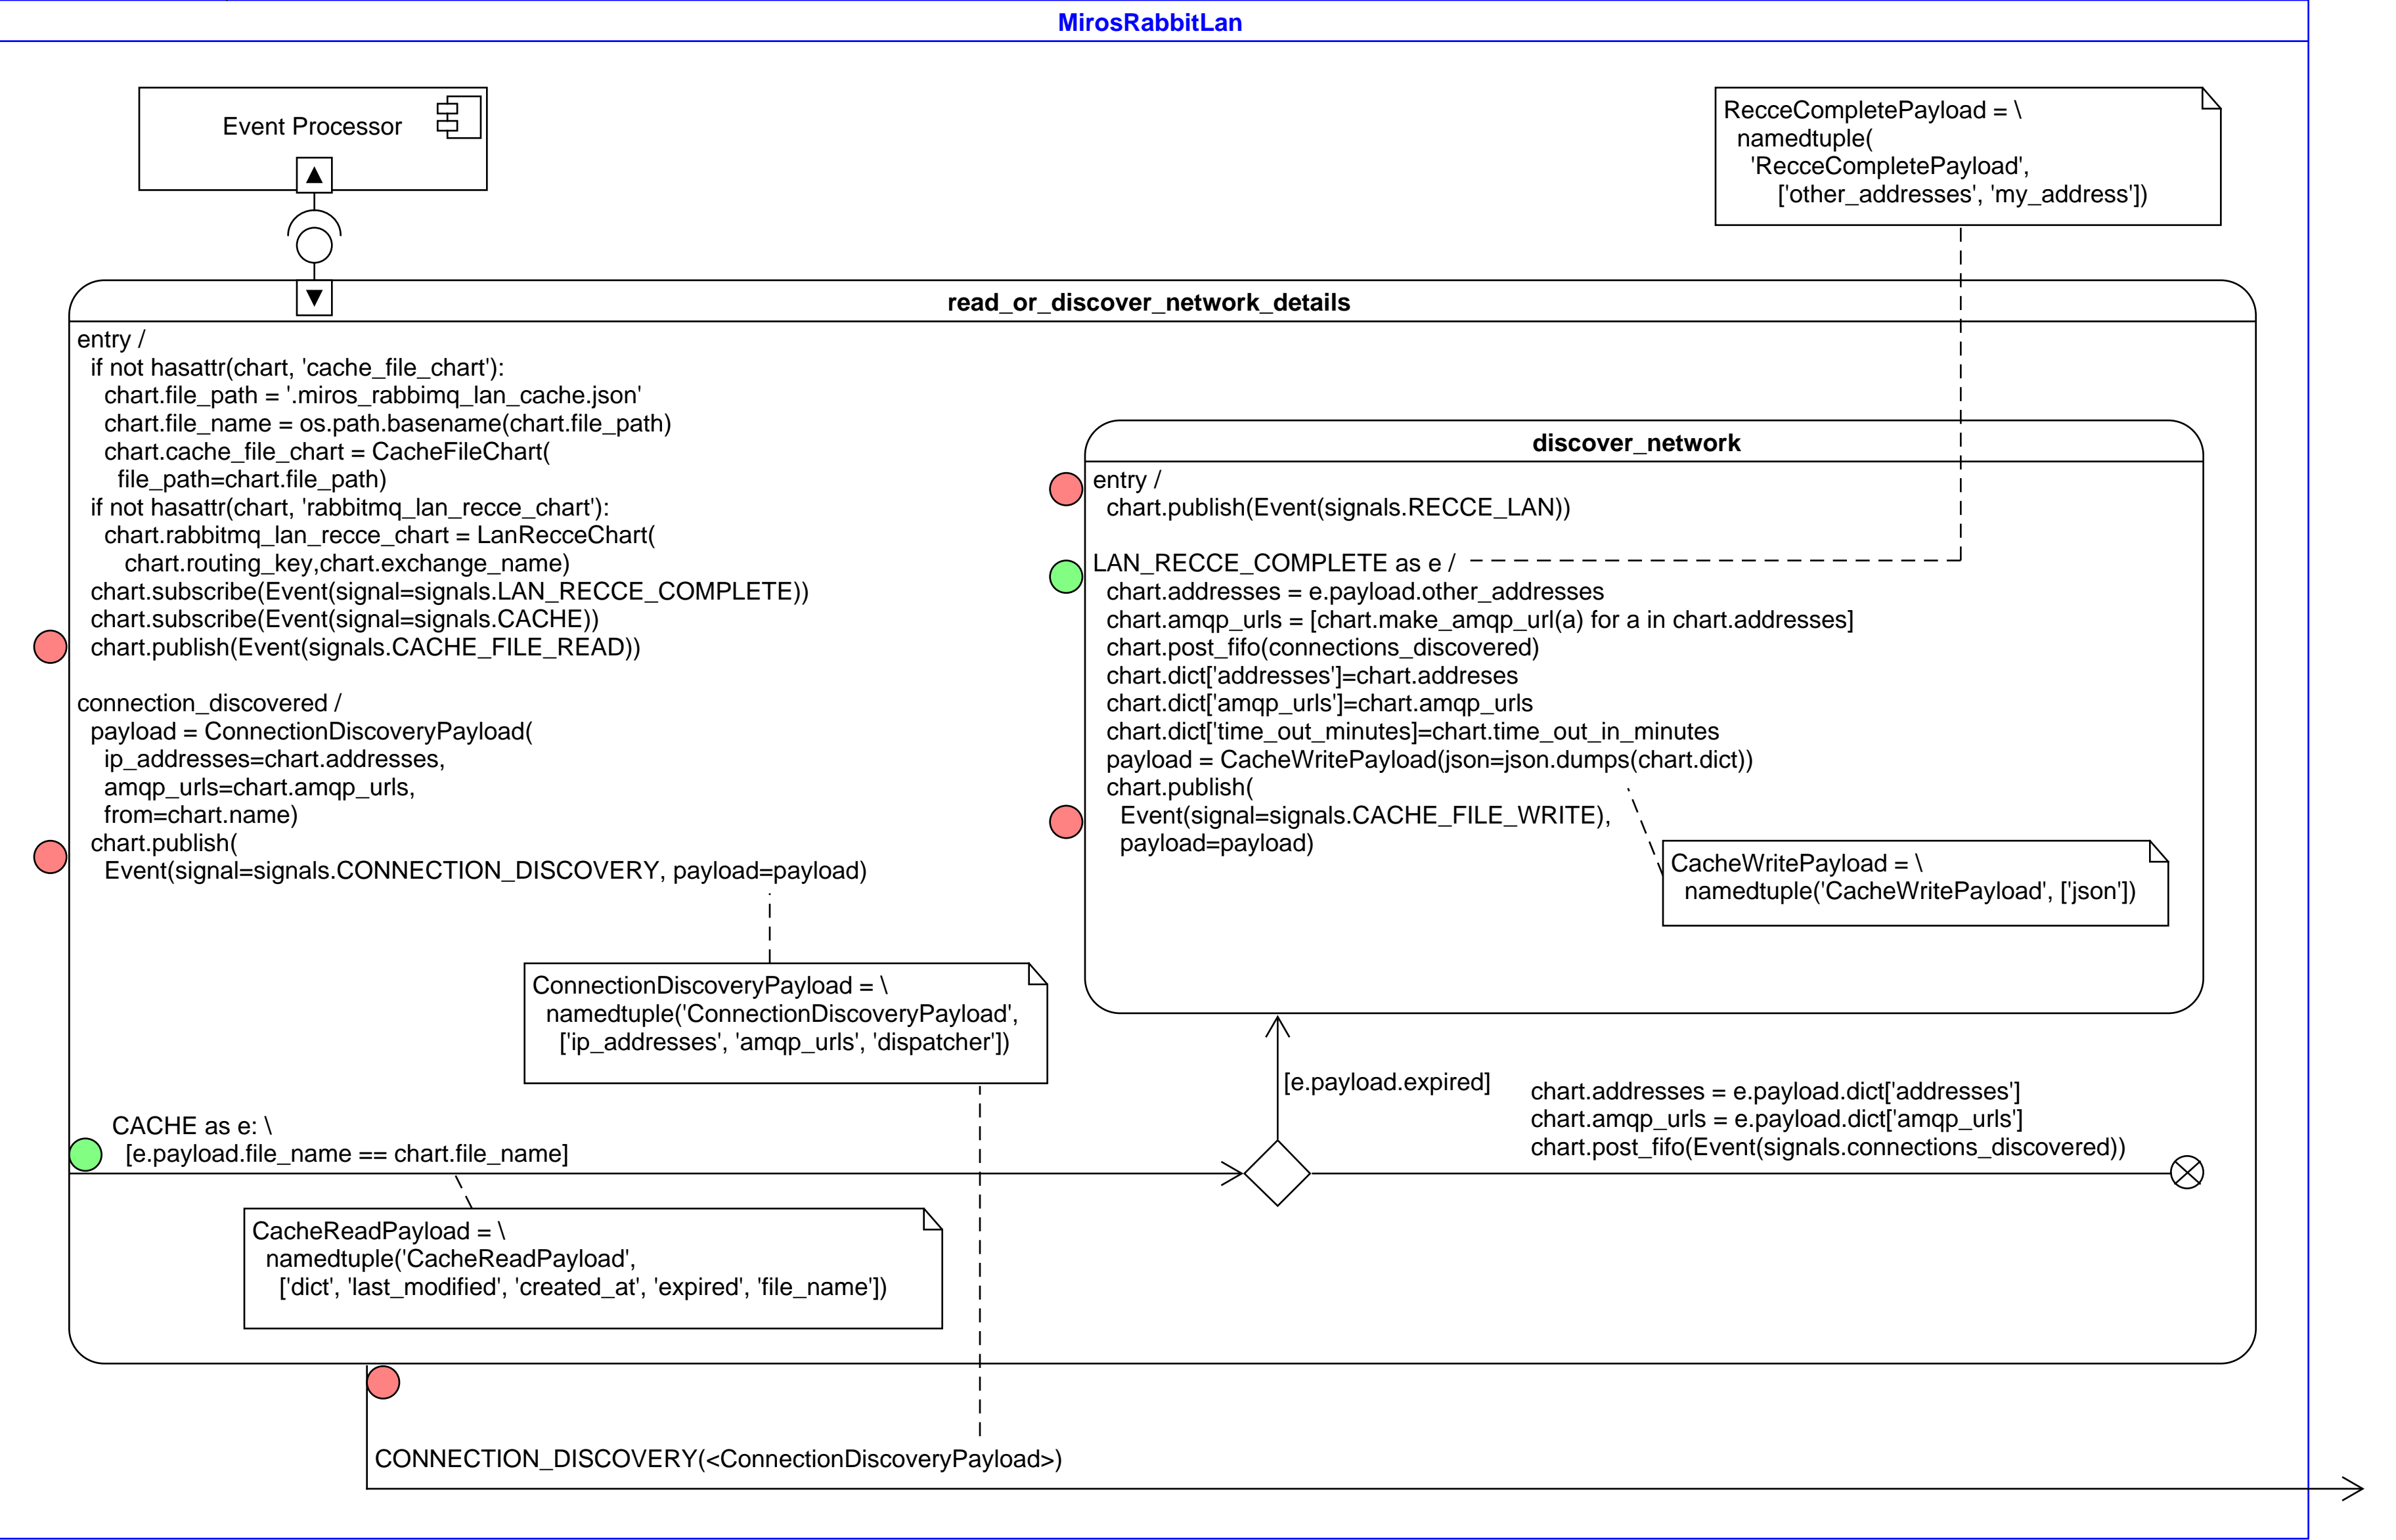 MirosRabbitLan
Event Processor
RecceCompletePayload = \
namedtuple(
'RecceCompletePayload',
['other_addresses', 'my_address'])
read_or_discover_network_details
entry /
if not hasattr(chart, 'cache_file_chart'):
chart.file_path = '.miros_rabbimq_lan_cache.json'
chart.file_name = os.path.basename(chart.file_path)
chart.cache_file_chart = CacheFileChart(
file_path=chart.file_path)
if not hasattr(chart, 'rabbitmq_lan_recce_chart'):
chart.rabbitmq_lan_recce_chart = LanRecceChart(
chart.routing_key,chart.exchange_name)
chart.subscribe(Event(signal=signals.LAN_RECCE_COMPLETE))
chart.subscribe(Event(signal=signals.CACHE))
chart.publish(Event(signals.CACHE_FILE_READ))
connection_discovered /
payload = ConnectionDiscoveryPayload(
ip_addresses=chart.addresses,
amqp_urls=chart.amqp_urls,
from=chart.name)
chart.publish(
Event(signal=signals.CONNECTION_DISCOVERY, payload=payload)
discover_network
entry /
chart.publish(Event(signals.RECCE_LAN))
LAN_RECCE_COMPLETE as e /
chart.addresses = e.payload.other_addresses
chart.amqp_urls = [chart.make_amqp_url(a) for a in chart.addresses]
chart.post_fifo(connections_discovered)
chart.dict['addresses']=chart.addreses
chart.dict['amqp_urls']=chart.amqp_urls
chart.dict['time_out_minutes]=chart.time_out_in_minutes
payload = CacheWritePayload(json=json.dumps(chart.dict))
chart.publish(
Event(signal=signals.CACHE_FILE_WRITE),
payload=payload)
CacheWritePayload = \
namedtuple('CacheWritePayload', ['json'])
ConnectionDiscoveryPayload = \
namedtuple('ConnectionDiscoveryPayload',
['ip_addresses', 'amqp_urls', 'dispatcher'])
[e.payload.expired]
chart.addresses = e.payload.dict['addresses']
chart.amqp_urls = e.payload.dict['amqp_urls']
chart.post_fifo(Event(signals.connections_discovered))
CACHE as e: \
[e.payload.file_name == chart.file_name]
CacheReadPayload = \
namedtuple('CacheReadPayload',
['dict', 'last_modified', 'created_at', 'expired', 'file_name'])
CONNECTION_DISCOVERY(<ConnectionDiscoveryPayload>)